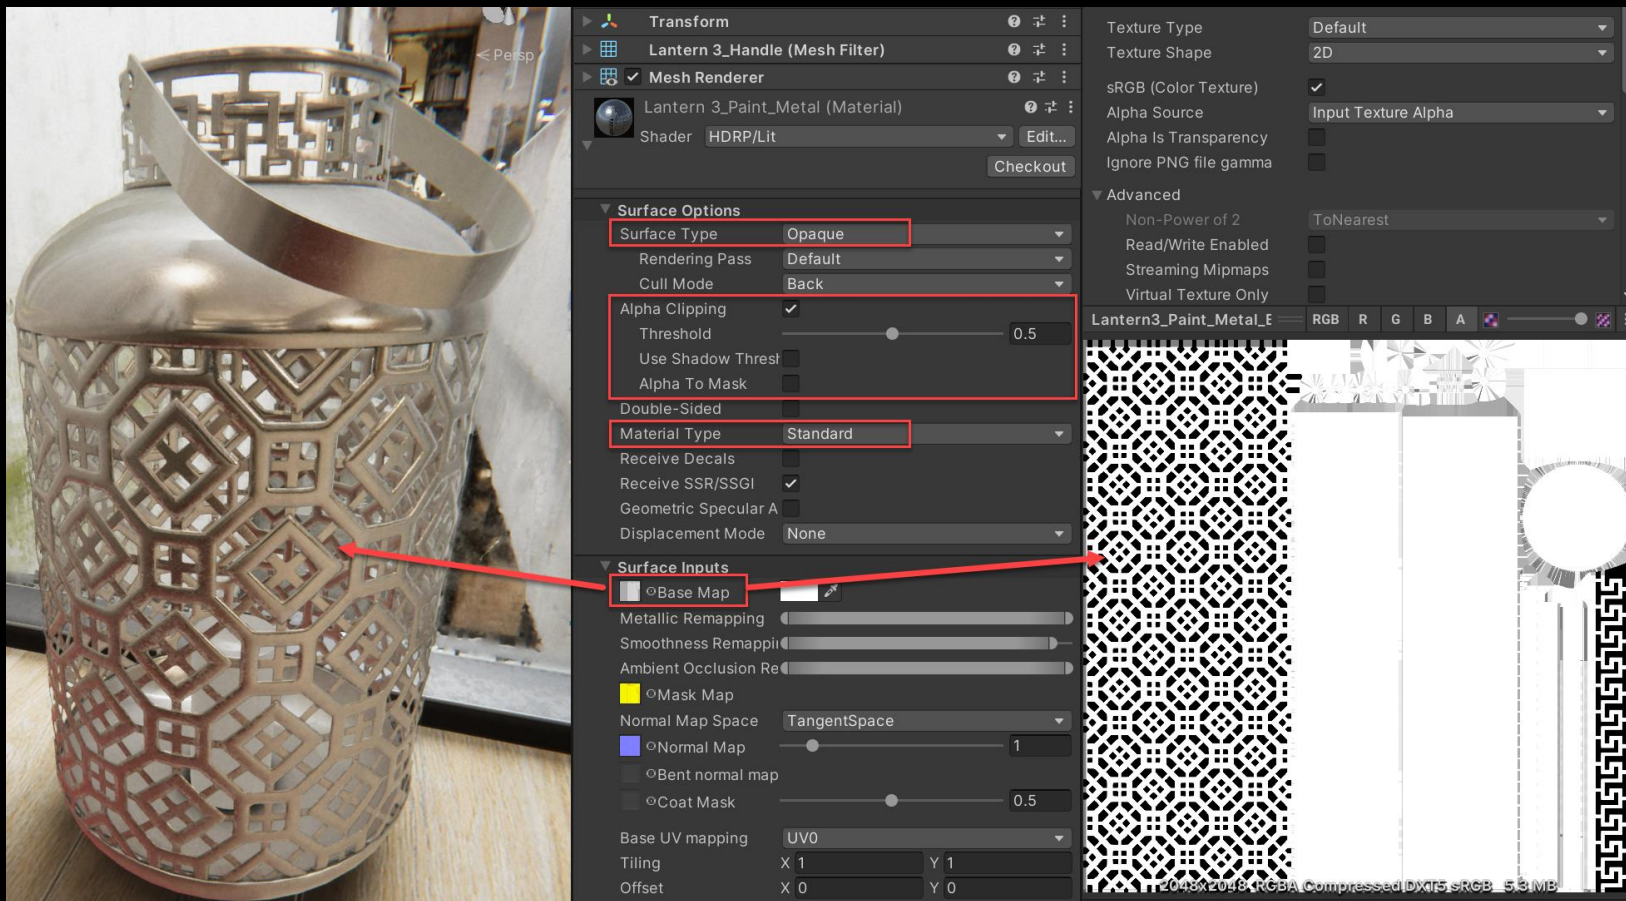 < Persp
Transform
Lantern 3_Handle (Mesh Filter)
Mesh Renderer
Lantern 3_Paint_Metal (Material)
Shader HDRP/Lit Edit...
Checkout
Surface Options
Surface Type Opaque
Rendering Pass Default
Cull Mode Back
Alpha Clipping
Threshold 0.5
Use Shadow Thresh
Alpha To Mask
Double-Sided
Material Type Standard
Receive Decals
Receive SSR/SSGI
Geometric Specular A
Displacement Mode None
Surface Inputs
Base Map
Metallic Remapping
Smoothness Remappi
Ambient Occlusion Re
Mask Map
Normal Map Space TangentSpace
Normal Map 1
Bent normal map
Coat Mask 0.5
Base UV mapping UV0
Tiling X 1 Y 1
Offset X 0 Y 0
Texture Type Default
Texture Shape 2D
sRGB (Color Texture)
Alpha Source Input Texture Alpha
Alpha Is Transparency
Ignore PNG file gamma
Advanced
Non-Power of 2 ToNearest
Read/Write Enabled
Streaming Mipmaps
Virtual Texture Only
Lantern3_Paint_Metal_E RGB R G B A
2048x2048 RGBA Compressed DXT5 sRGB 5.3 MB